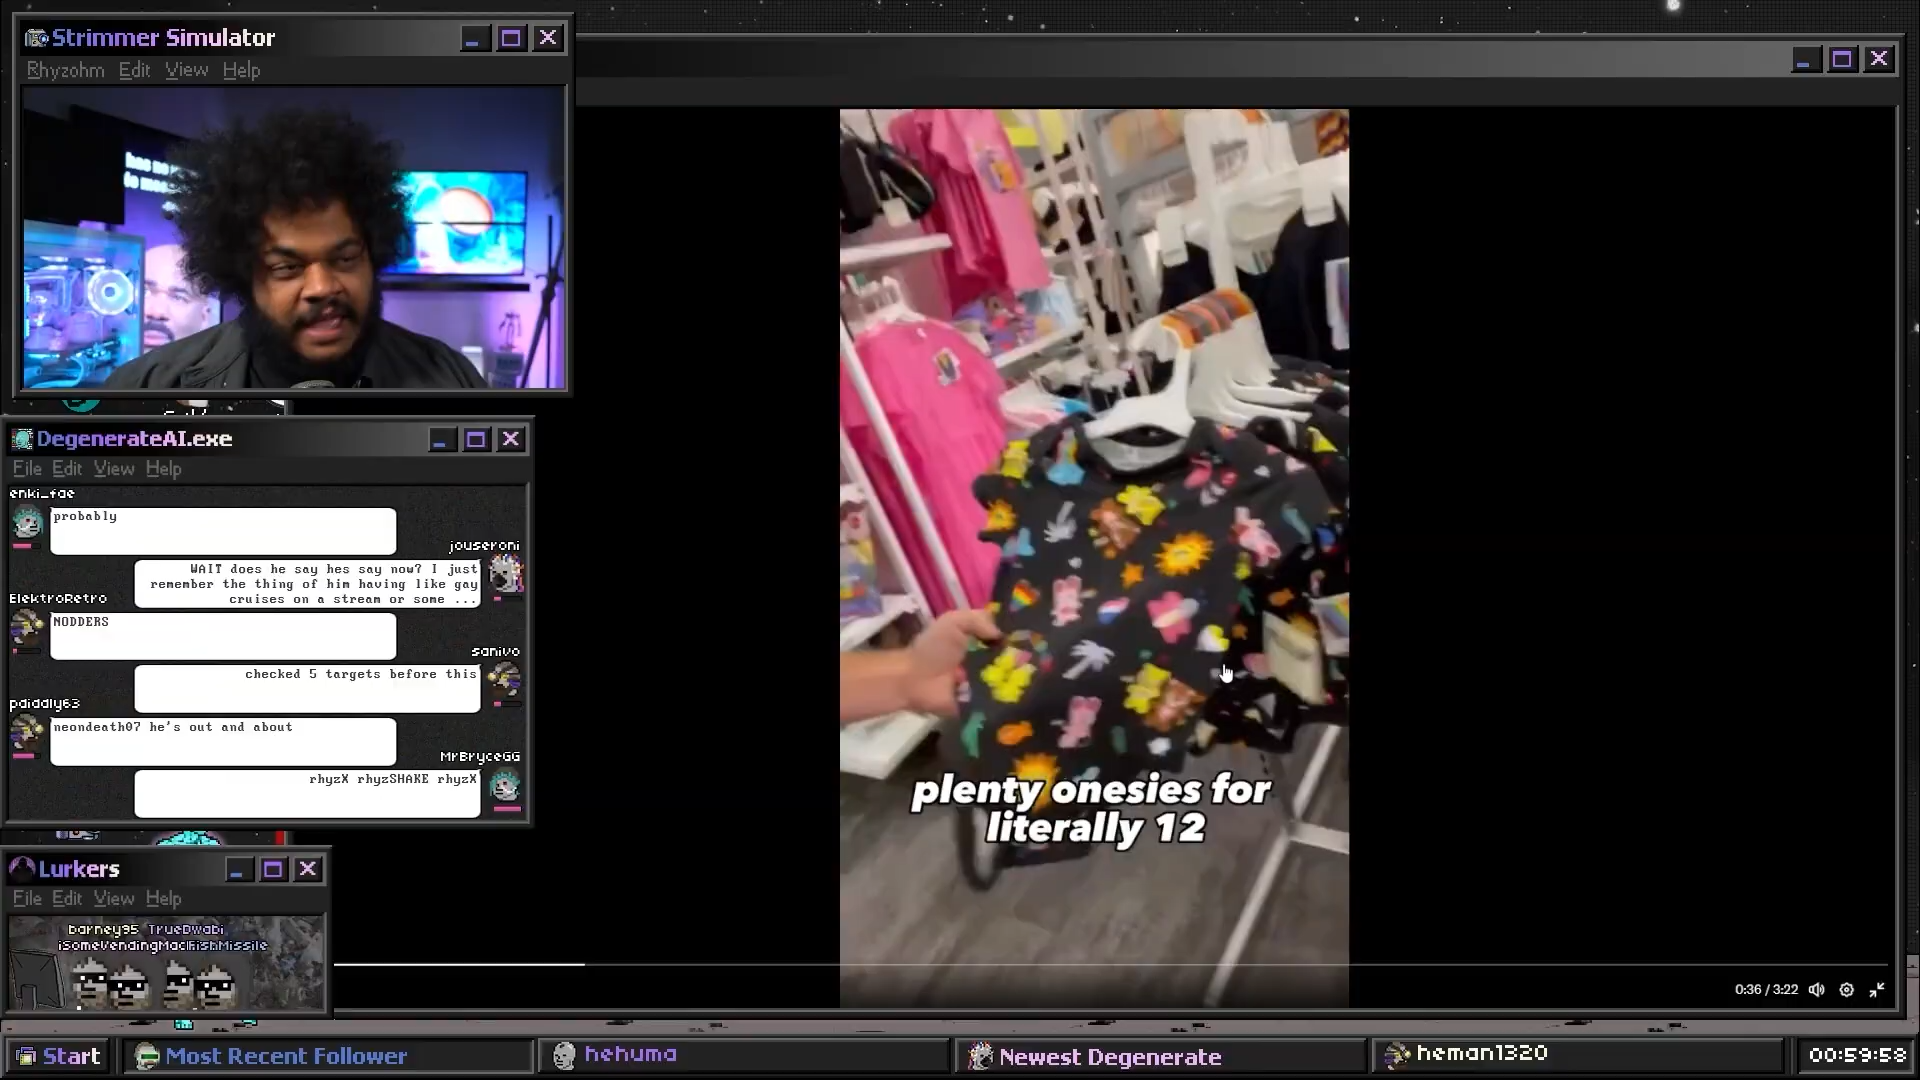 Strimmer Simulator
Rhyzohm Edit View Help
DegenerateAI.exe
File Edit View Help
enki_fae
probably
jouseroni
WAIT does he say hes say now? I just
remember the thing of him having like gay
cruises on a stream or some ...
ElektroRetro
NODDERS
sanivo
checked 5 targets before this
pdiddly63
neondeath07 he's out and about
MrBryceGG
rhyzX rhyzSHAKE rhyzX
Lurkers
File Edit View Help
barney95 TrueDwabi
plenty onesies for
literally 12
0:36 / 3:22
Start
Most Recent Follower
hehuma
Newest Degenerate
heman1320
00:59:58